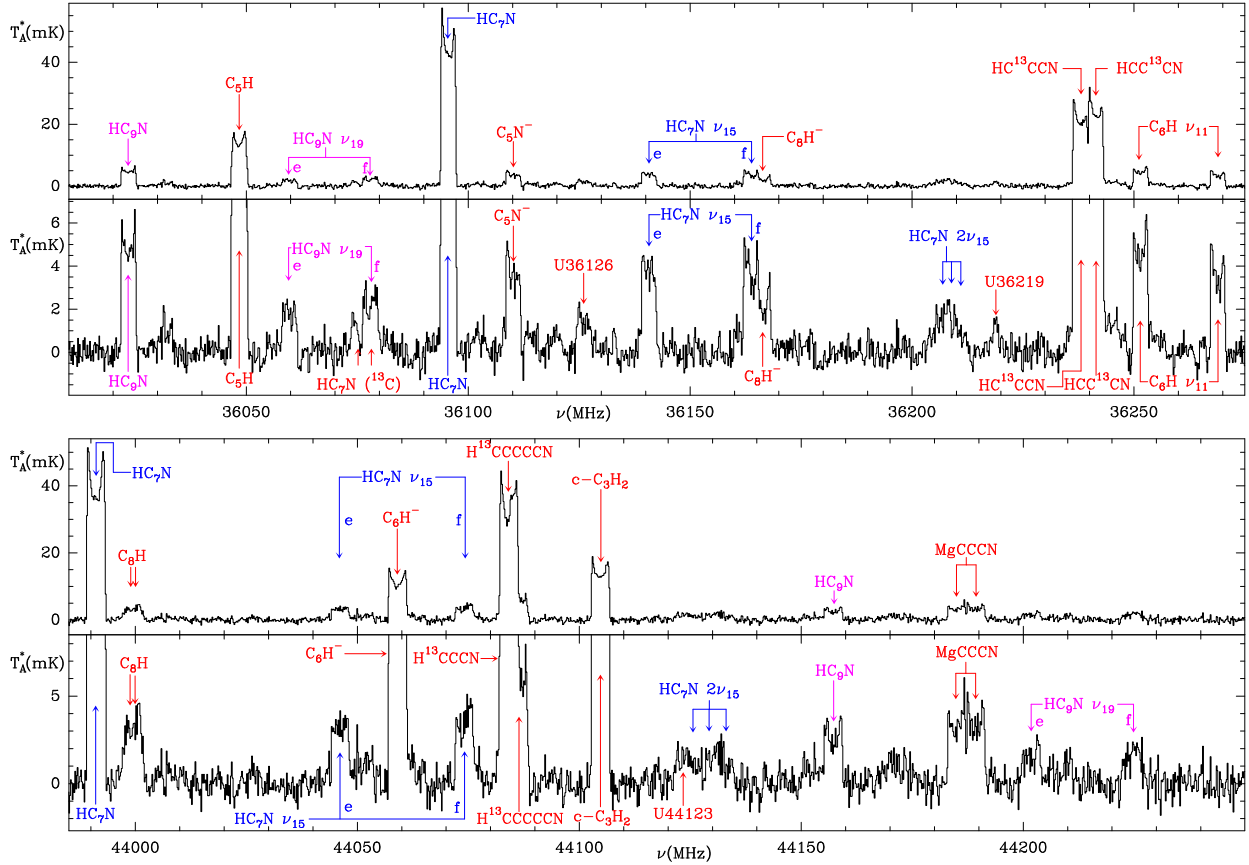 T*A(mK)
HC₇N
40
20
0
HC₉N
C₅H
HC₉N ν₁₉
e
f
C₅N⁻
HC₇N ν₁₅
e
f
C₈H⁻
HC¹³CCN
HCC¹³CN
C₆H ν₁₁
T*A(mK)
6
4
2
0
HC₉N
C₅H
HC₉N ν₁₉
e
f
HC₇N (¹³C)
HC₇N
C₅N⁻
U36126
HC₇N ν₁₅
e
f
C₈H⁻
HC₇N 2ν₁₅
U36219
HC¹³CCN
HCC¹³CN
C₆H ν₁₁
36050
36100
ν(MHz)
36150
36200
36250
T*A(mK)
40
20
0
HC₇N
C₈H
HC₇N ν₁₅
e
f
C₆H⁻
H¹³CCCCCN
c−C₃H₂
HC₉N
MgCCCN
T*A(mK)
5
0
C₈H
C₆H⁻
H¹³CCCN
HC₇N
HC₇N ν₁₅
e
f
H¹³CCCCCN
c−C₃H₂
HC₇N 2ν₁₅
U44123
HC₉N
MgCCCN
HC₉N ν₁₉
e
f
44000
44050
44100
ν(MHz)
44150
44200